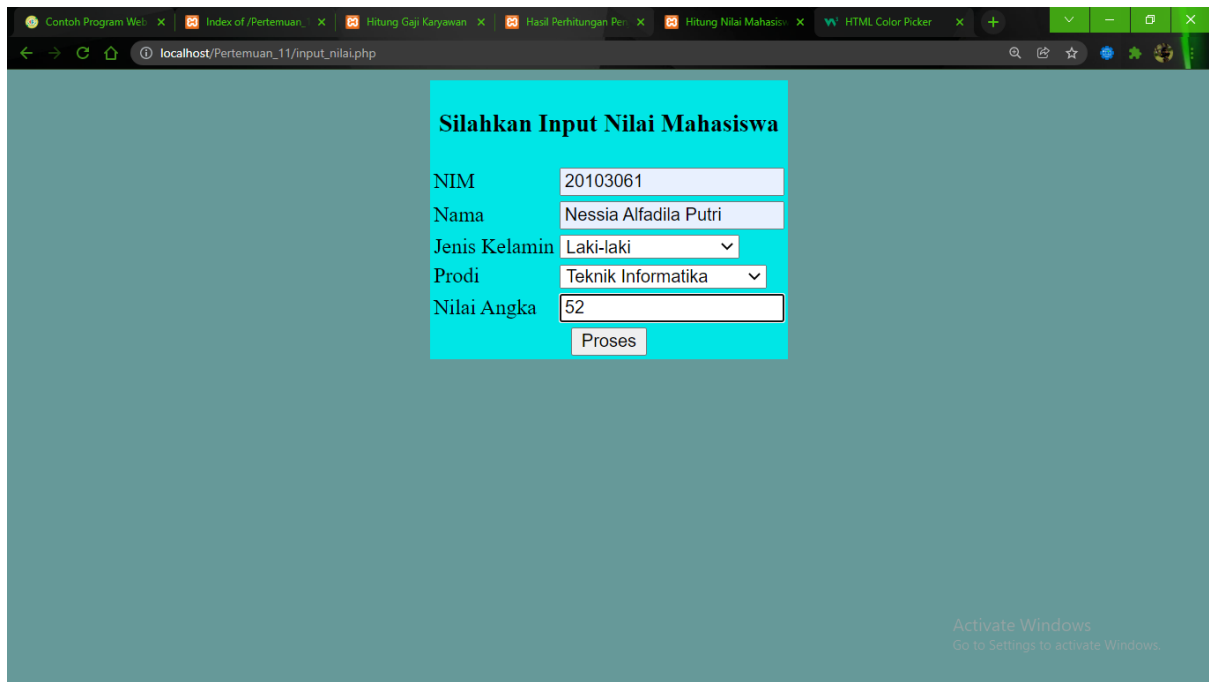 Contoh Program Web
Index of /Pertemuan_1
Hitung Gaji Karyawan
Hasil Perhitungan Pen
Hitung Nilai Mahasisw
HTML Color Picker
localhost/Pertemuan_11/input_nilai.php
Silahkan Input Nilai Mahasiswa
NIM 20103061
Nama Nessia Alfadila Putri
Jenis Kelamin Laki-laki
Prodi Teknik Informatika
Nilai Angka 52
Proses
Activate Windows
Go to Settings to activate Windows.